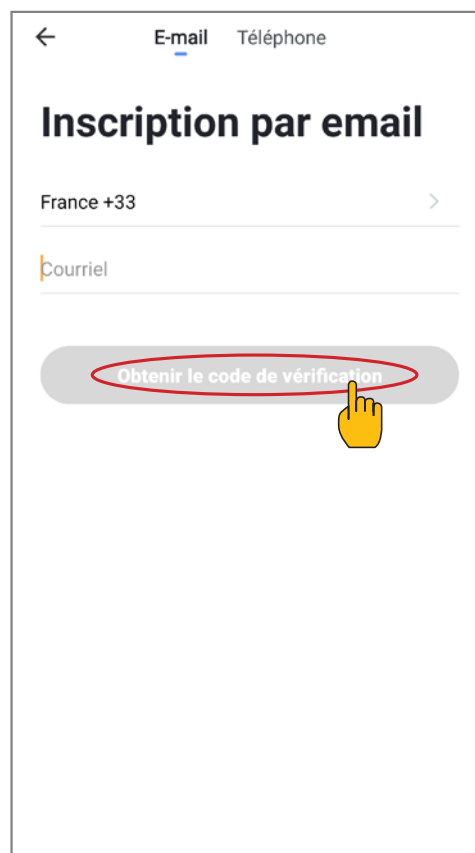 E-mail Téléphone
Inscription par email
France +33
Courriel
Obtenir le code de vérification